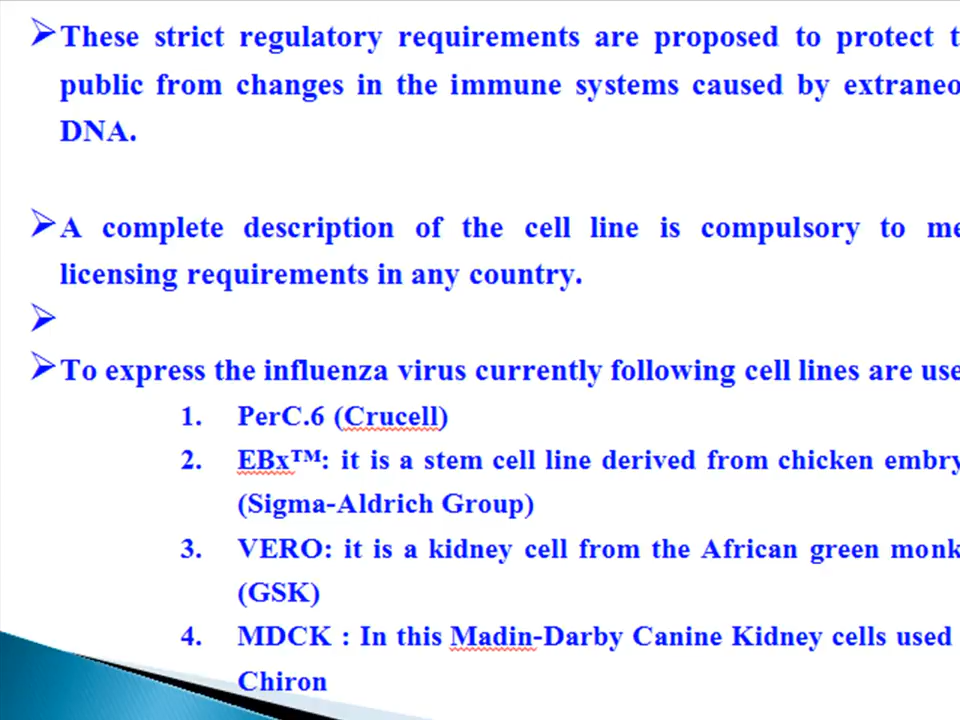 ➢These strict regulatory requirements are proposed to protect t
public from changes in the immune systems caused by extraneo
DNA.
➢A complete description of the cell line is compulsory to me
licensing requirements in any country.
➢
➢To express the influenza virus currently following cell lines are use
1. PerC.6 (Crucell)
2. EBx™: it is a stem cell line derived from chicken embry
(Sigma-Aldrich Group)
3. VERO: it is a kidney cell from the African green monk
(GSK)
4. MDCK : In this Madin-Darby Canine Kidney cells used
Chiron